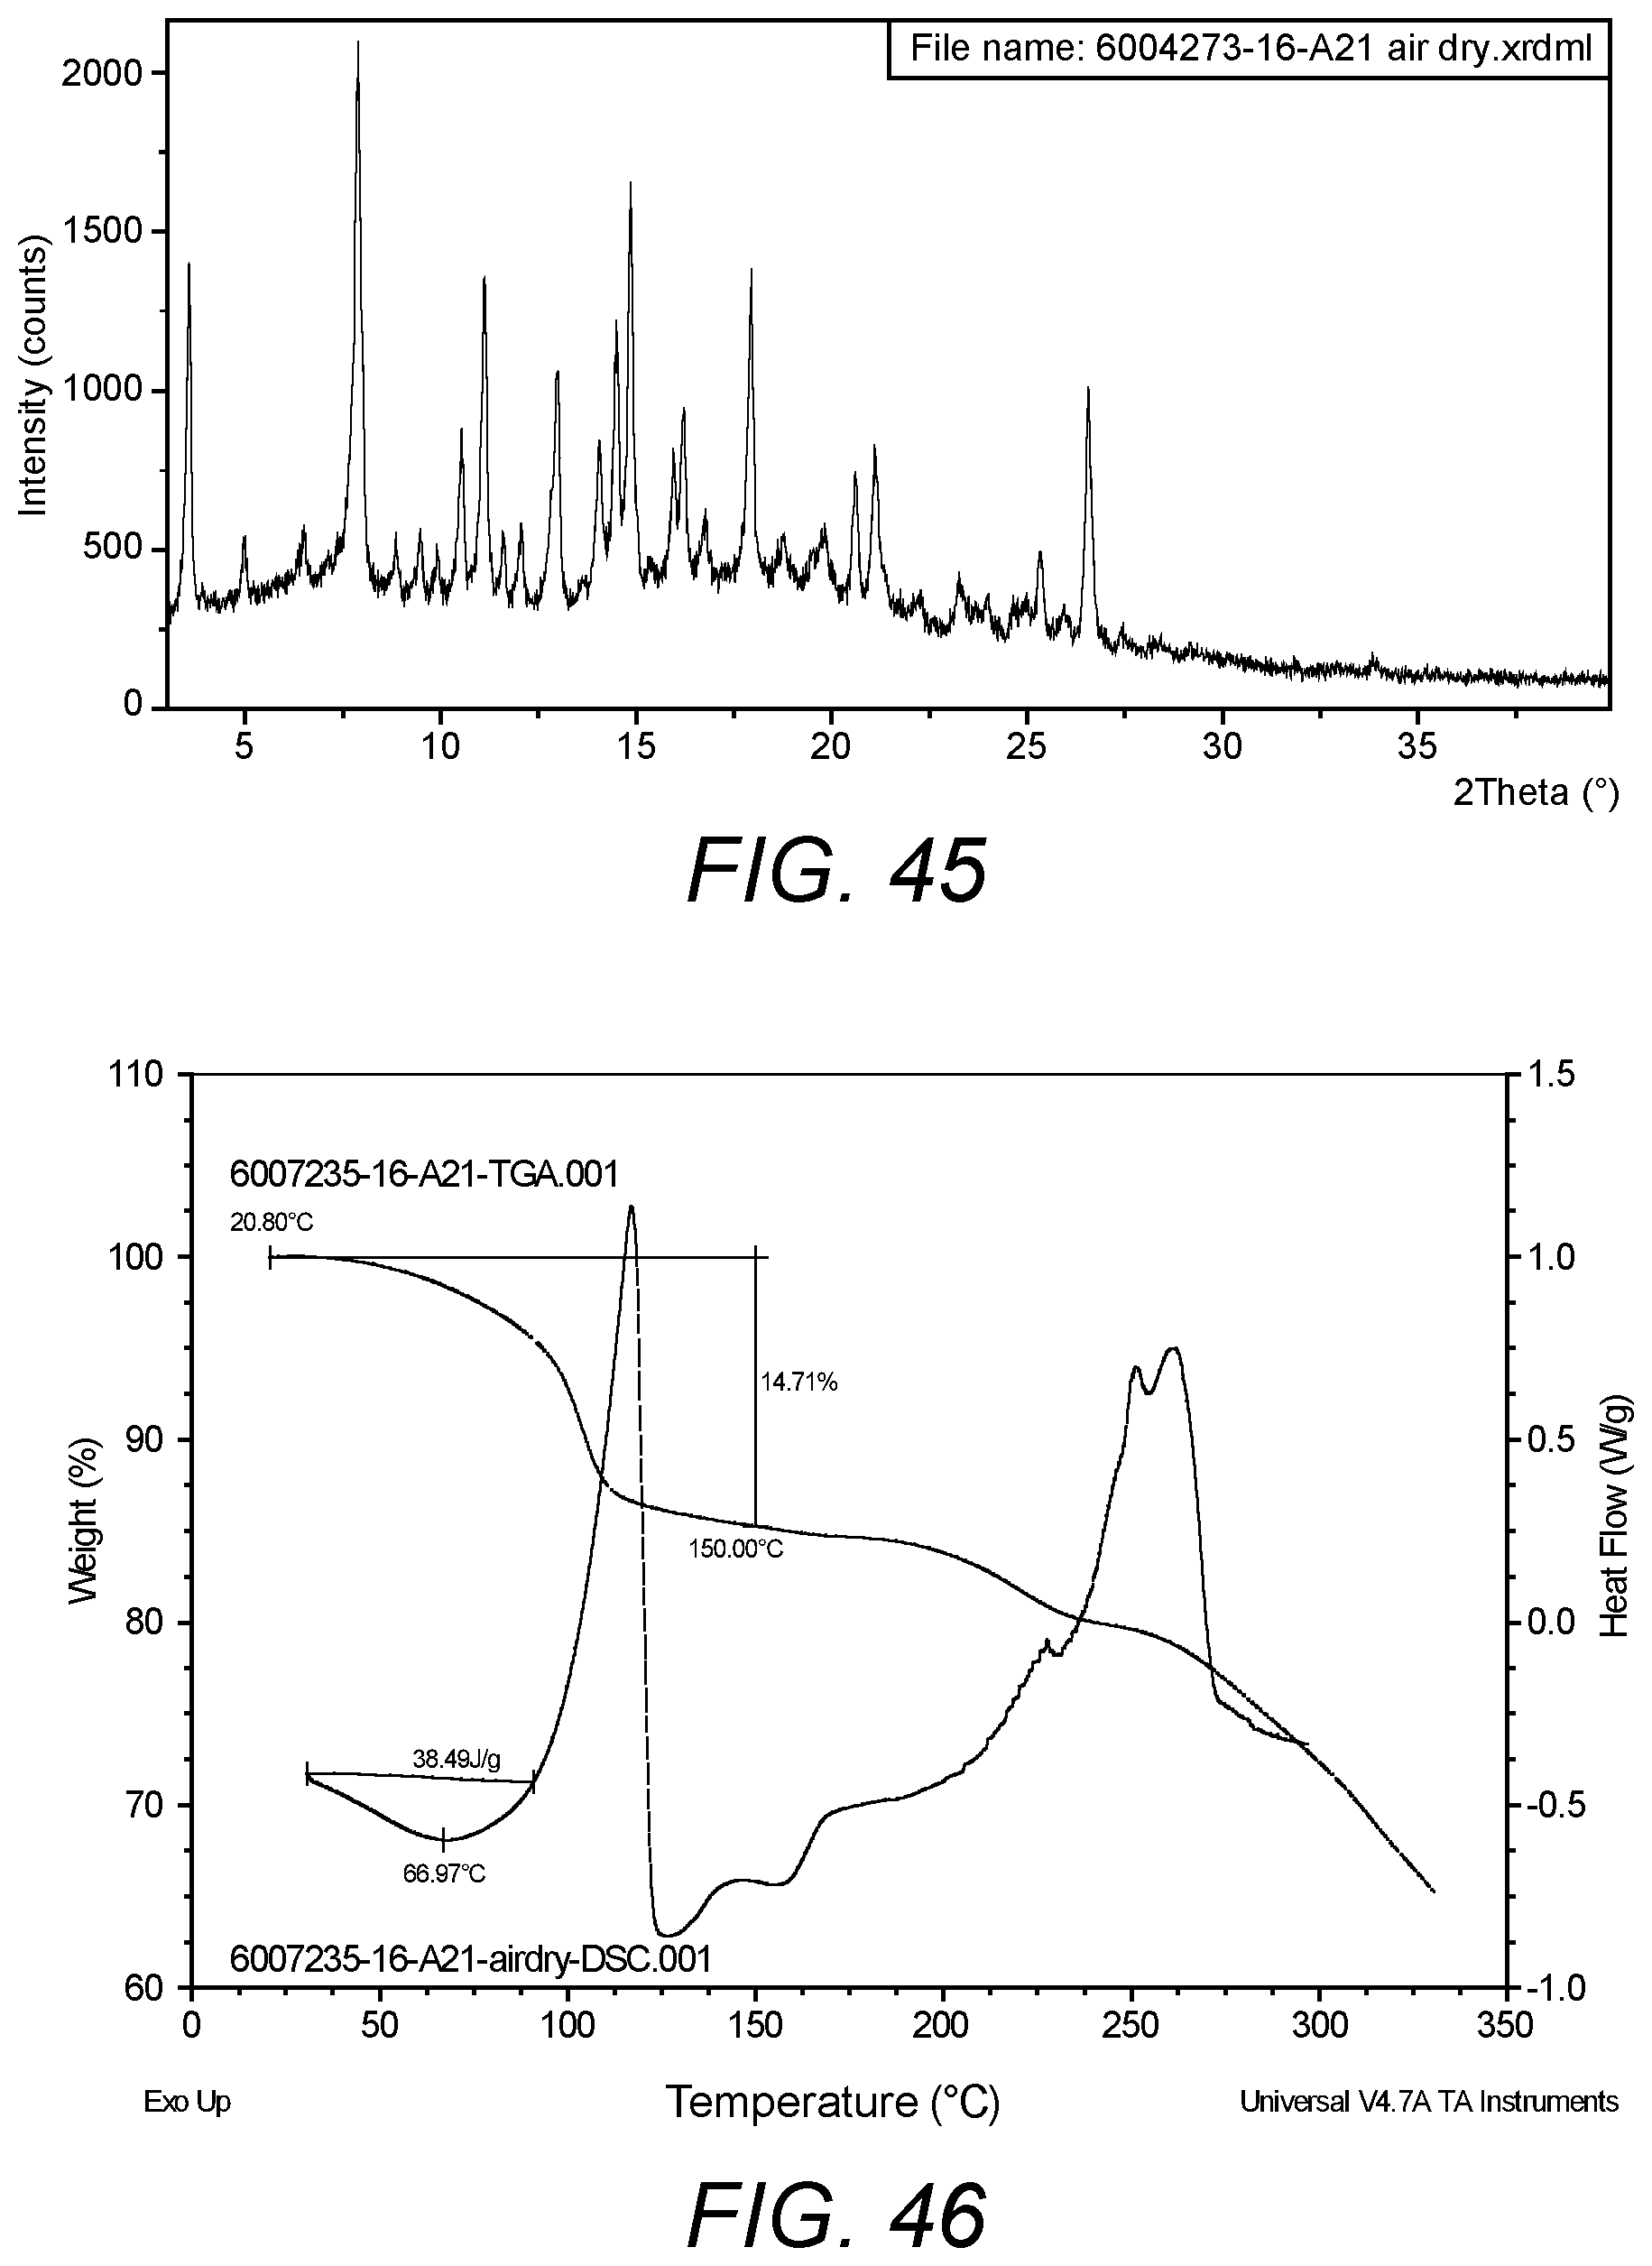 File name: 6004273-16-A21 air dry.xrdml
2000
1500
1000
500
0
Intensity (counts)
5 10 15 20 25 30 35
2Theta (°)
FIG. 45
110
100
90
80
70
60
Weight (%)
1.5
1.0
0.5
0.0
-0.5
-1.0
Heat Flow (W/g)
6007235-16-A21-TGA.001
20.80°C
14.71%
150.00°C
38.49J/g
66.97°C
6007235-16-A21-airdry-DSC.001
0 50 100 150 200 250 300 350
Exo Up Temperature (°C) Universal V4.7A TA Instruments
FIG. 46